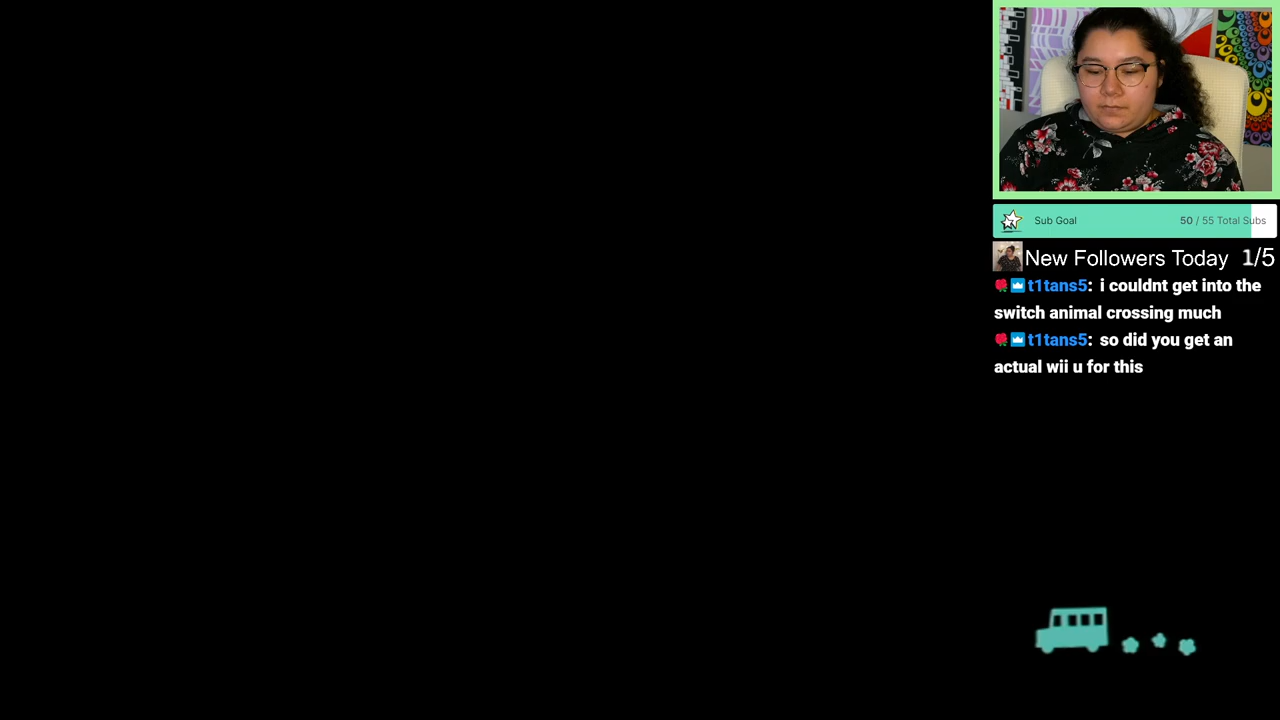 Sub Goal 50 / 55 Total Subs
New Followers Today 1/5
t1tans5: i couldnt get into the
switch animal crossing much
t1tans5: so did you get an
actual wii u for this